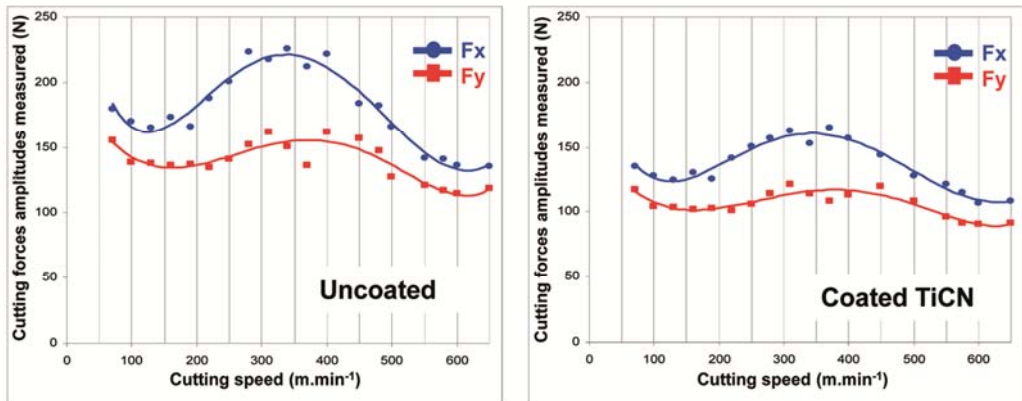 Cutting forces amplitudes measured (N)
250
200
150
100
50
0
Fx
Fy
Uncoated
0 100 200 300 400 500 600
Cutting speed (m.min-1)
Cutting forces amplitudes measured (N)
250
200
150
100
50
0
Fx
Fy
Coated TiCN
0 100 200 300 400 500 600
Cutting speed (m.min-1)